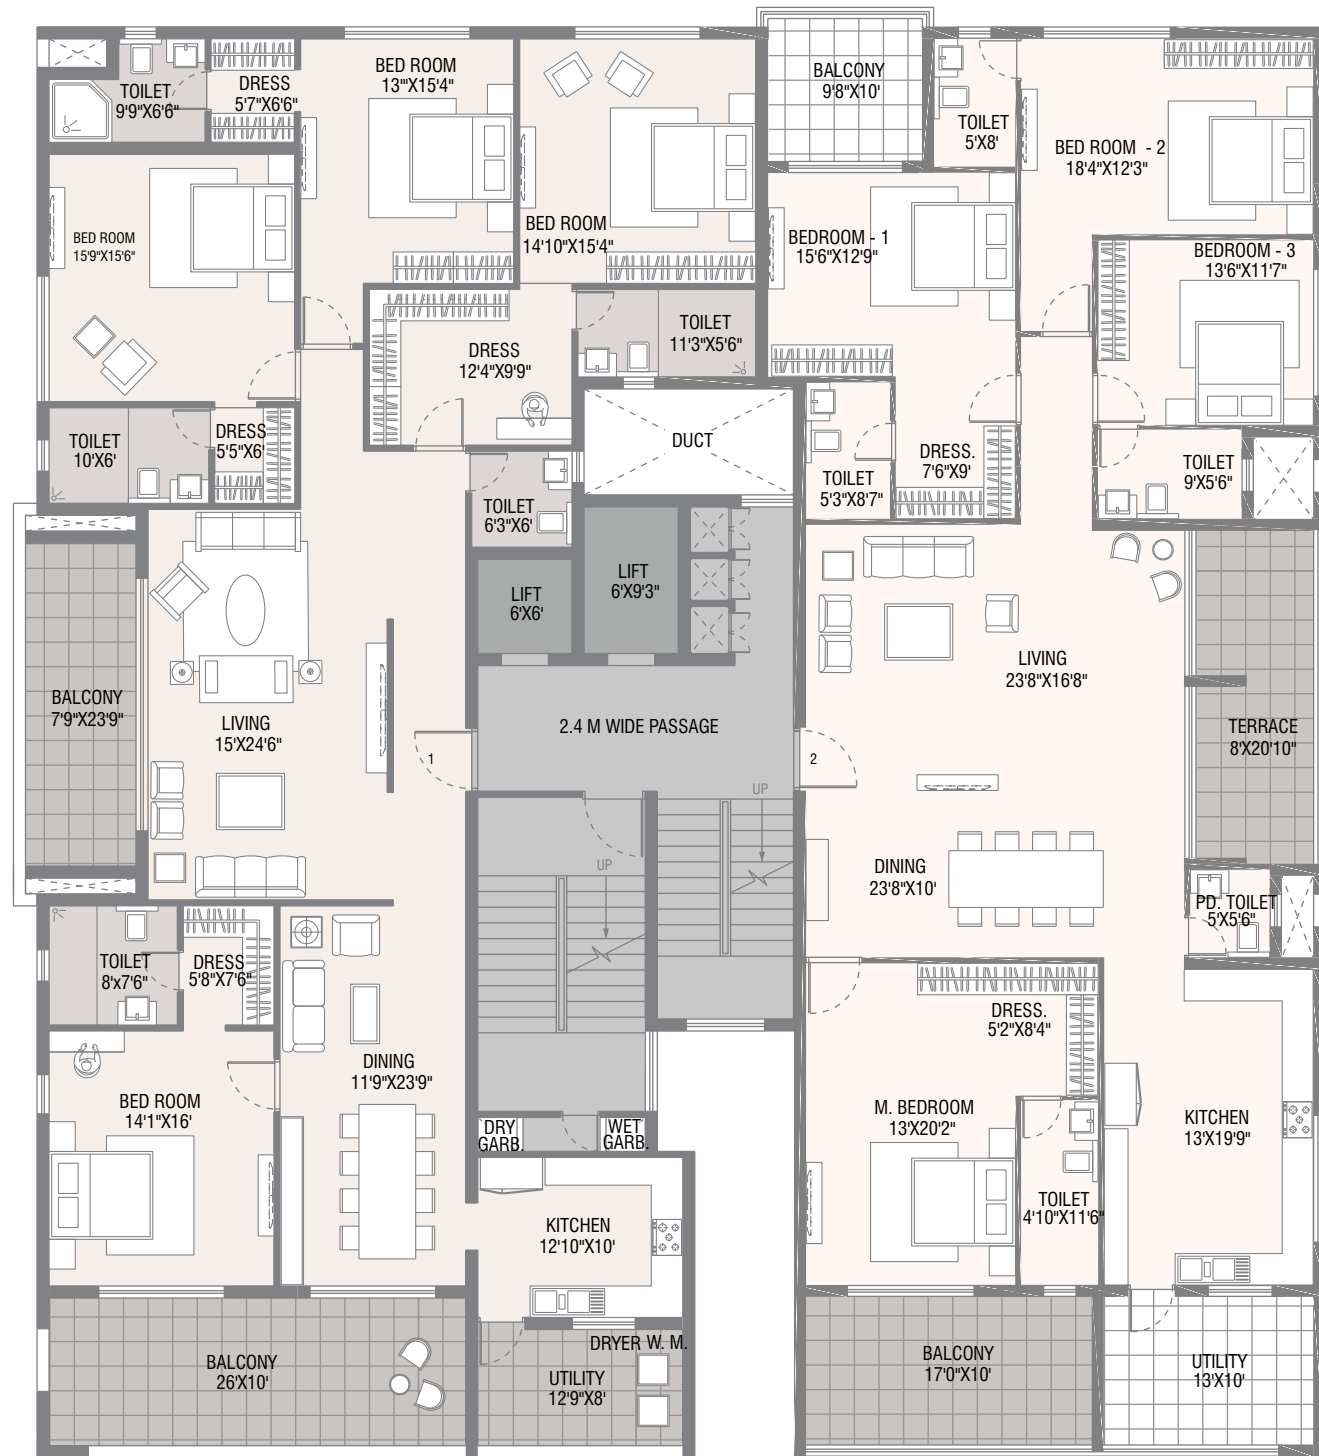 TOILET
9'9"X6'6"
DRESS
5'7"X6'6"
BED ROOM
13'"X15'4"
BED ROOM
14'10"X15'4"
BALCONY
9'8"X10'
TOILET
5'X8'
BED ROOM - 2
18'4"X12'3"
BED ROOM
15'9"X15'6"
BEDROOM - 1
15'6"X12'9"
BEDROOM - 3
13'6"X11'7"
TOILET
11'3"X5'6"
DRESS
12'4"X9'9"
TOILET
10'X6'
DRESS
5'5"X6'
DUCT
TOILET
5'3"X8'7"
DRESS.
7'6"X9'
TOILET
9'X5'6"
TOILET
6'3"X6'
LIFT
6'X6'
LIFT
6'X9'3"
BALCONY
7'9"X23'9"
LIVING
15'X24'6"
1
2.4 M WIDE PASSAGE
2
LIVING
23'8"X16'8"
TERRACE
8'X20'10"
UP
UP
DINING
23'8"X10'
PD. TOILET
5'X5'6"
TOILET
8'x7'6"
DRESS
5'8"X7'6"
DINING
11'9"X23'9"
DRESS.
5'2"X8'4"
BED ROOM
14'1"X16'
DRY
GARB.
WET
GARB.
M. BEDROOM
13'X20'2"
KITCHEN
13'X19'9"
TOILET
4'10"X11'6"
KITCHEN
12'10"X10'
DRYER W. M.
BALCONY
26'X10'
UTILITY
12'9"X8'
BALCONY
17'0"X10'
UTILITY
13'X10'